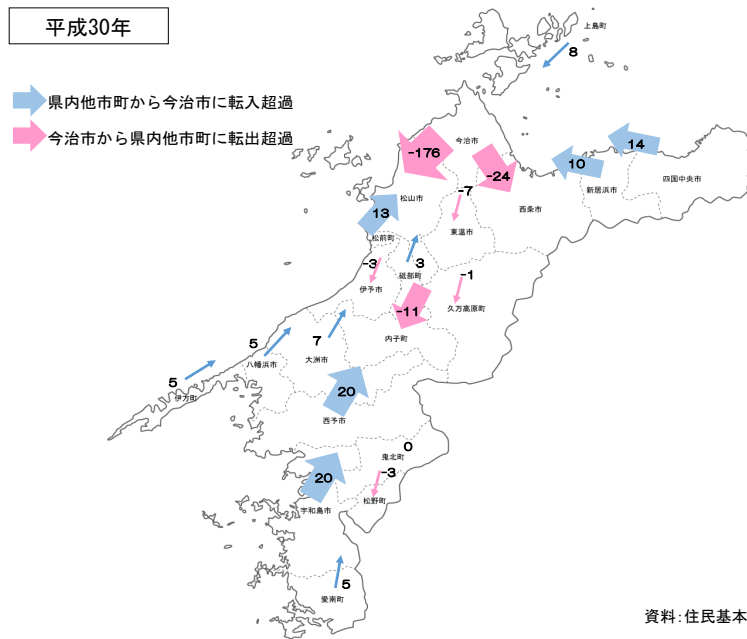 平成30年
県内他市町から今治市に転入超過
今治市から県内他市町に転出超過
上島町
8
今治市
-176
-24
14
10
四国中央市
新居浜市
西条市
松山市
13
-7
東温市
松前町
-3
伊予市
3
砥部町
-1
久万高原町
-11
内子町
7
大洲市
5
八幡浜市
5
伊方町
20
西予市
0
鬼北町
-3
松野町
20
宇和島市
5
愛南町
資料：住民基本